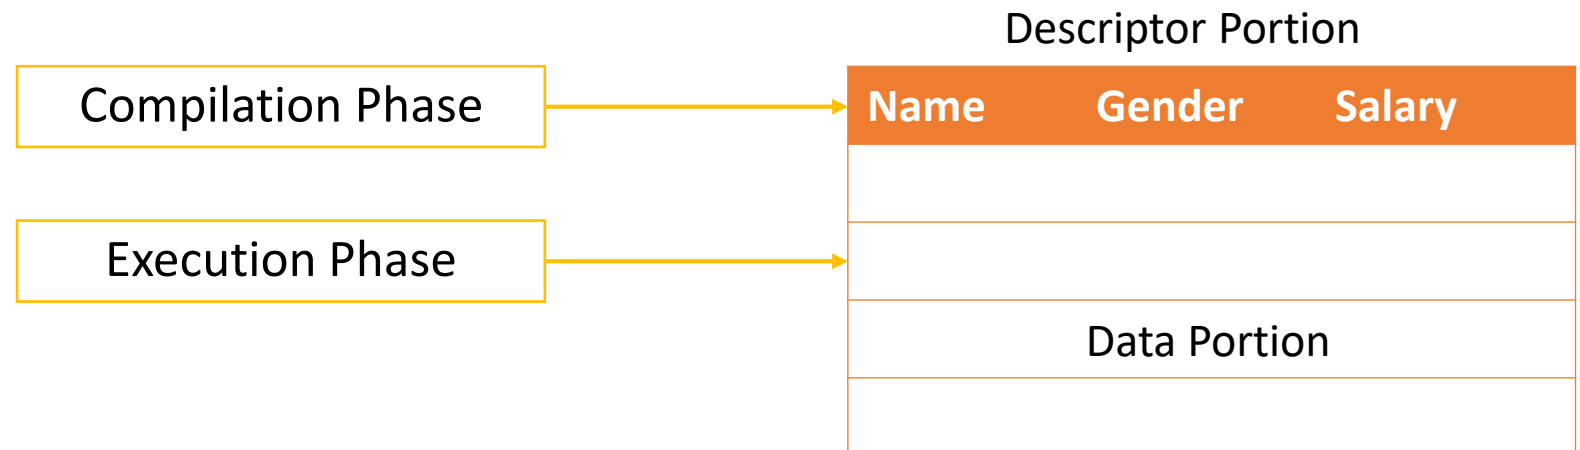 Descriptor Portion
Compilation Phase
Name Gender Salary
Execution Phase
Data Portion